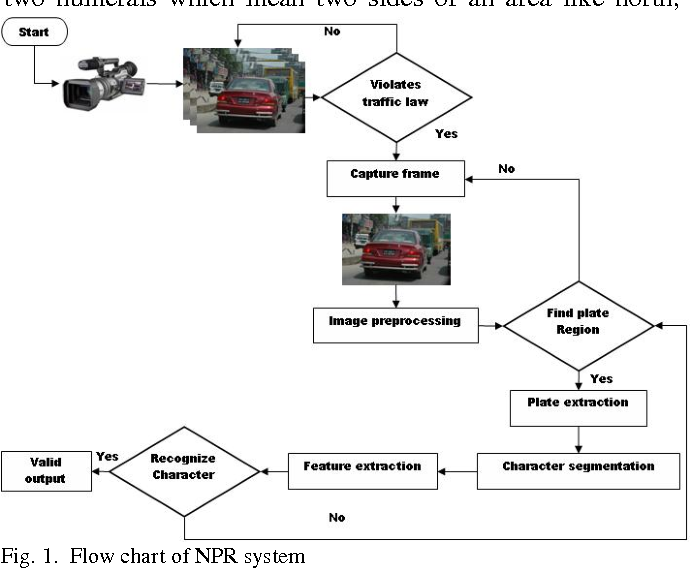 two numerals which mean two sides of an area like north,
Start
No
Violates
traffic law
Yes
Capture frame
No
Image preprocessing
Find plate
Region
Yes
Plate extraction
Character segmentation
Feature extraction
Recognize
Character
Yes
Valid
output
No
Fig. 1. Flow chart of NPR system